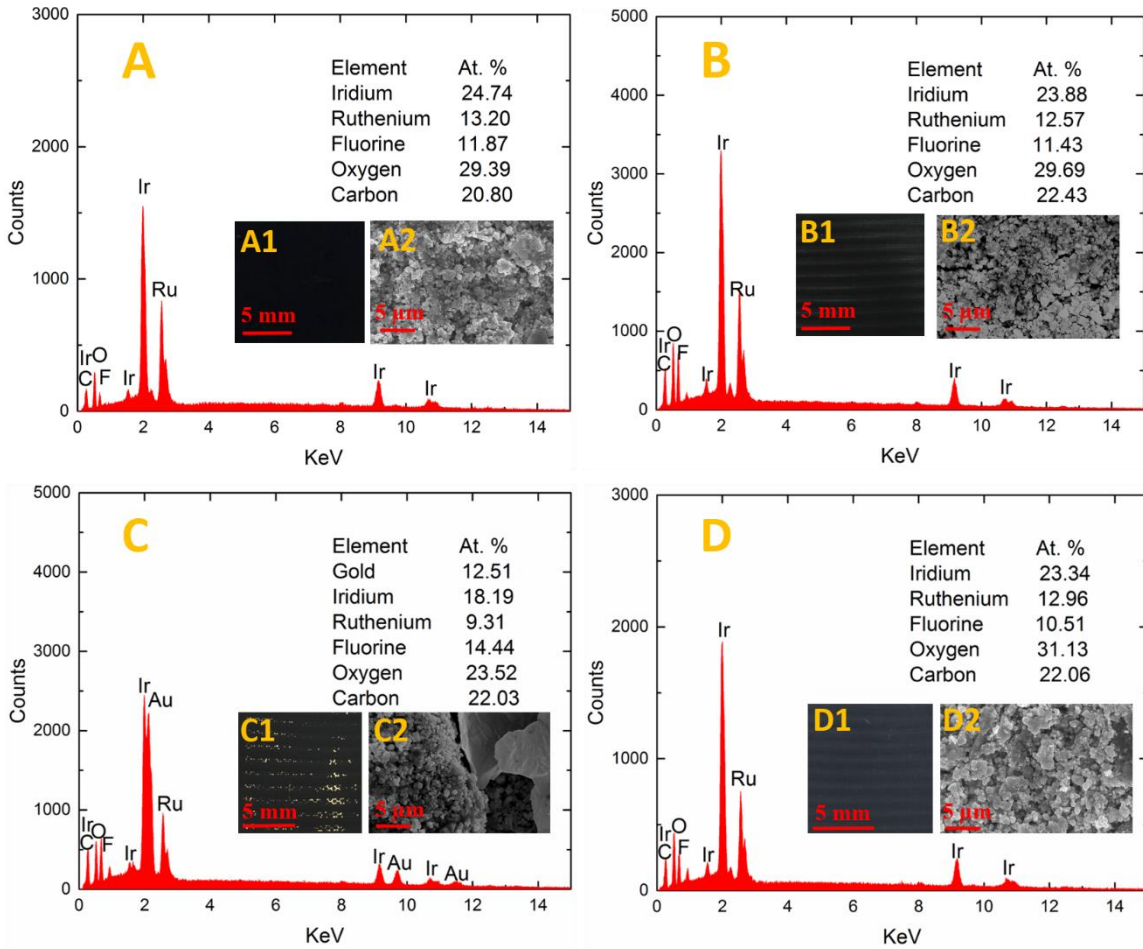 A
3000
2000
1000
0
Counts
Element At. %
Iridium 24.74
Ruthenium 13.20
Fluorine 11.87
Oxygen 29.39
Carbon 20.80
Ir
Ru
Ir
O
C
F
Ir
Ir
Ir
A1
5 mm
A2
5 µm
0 2 4 6 8 10 12 14
KeV
B
5000
4000
3000
2000
1000
0
Counts
Element At. %
Iridium 23.88
Ruthenium 12.57
Fluorine 11.43
Oxygen 29.69
Carbon 22.43
Ir
Ru
Ir
O
C
F
Ir
Ir
Ir
B1
5 mm
B2
5 µm
0 2 4 6 8 10 12 14
KeV
C
5000
4000
3000
2000
1000
0
Counts
Element At. %
Gold 12.51
Iridium 18.19
Ruthenium 9.31
Fluorine 14.44
Oxygen 23.52
Carbon 22.03
Ir
Au
Ru
Ir
O
C
F
Ir
Ir
Au
Ir
Au
C1
5 mm
C2
5 µm
0 2 4 6 8 10 12 14
KeV
D
3000
2000
1000
0
Counts
Element At. %
Iridium 23.34
Ruthenium 12.96
Fluorine 10.51
Oxygen 31.13
Carbon 22.06
Ir
Ru
Ir
O
C
F
Ir
Ir
Ir
D1
5 mm
D2
5 µm
0 2 4 6 8 10 12 14
KeV